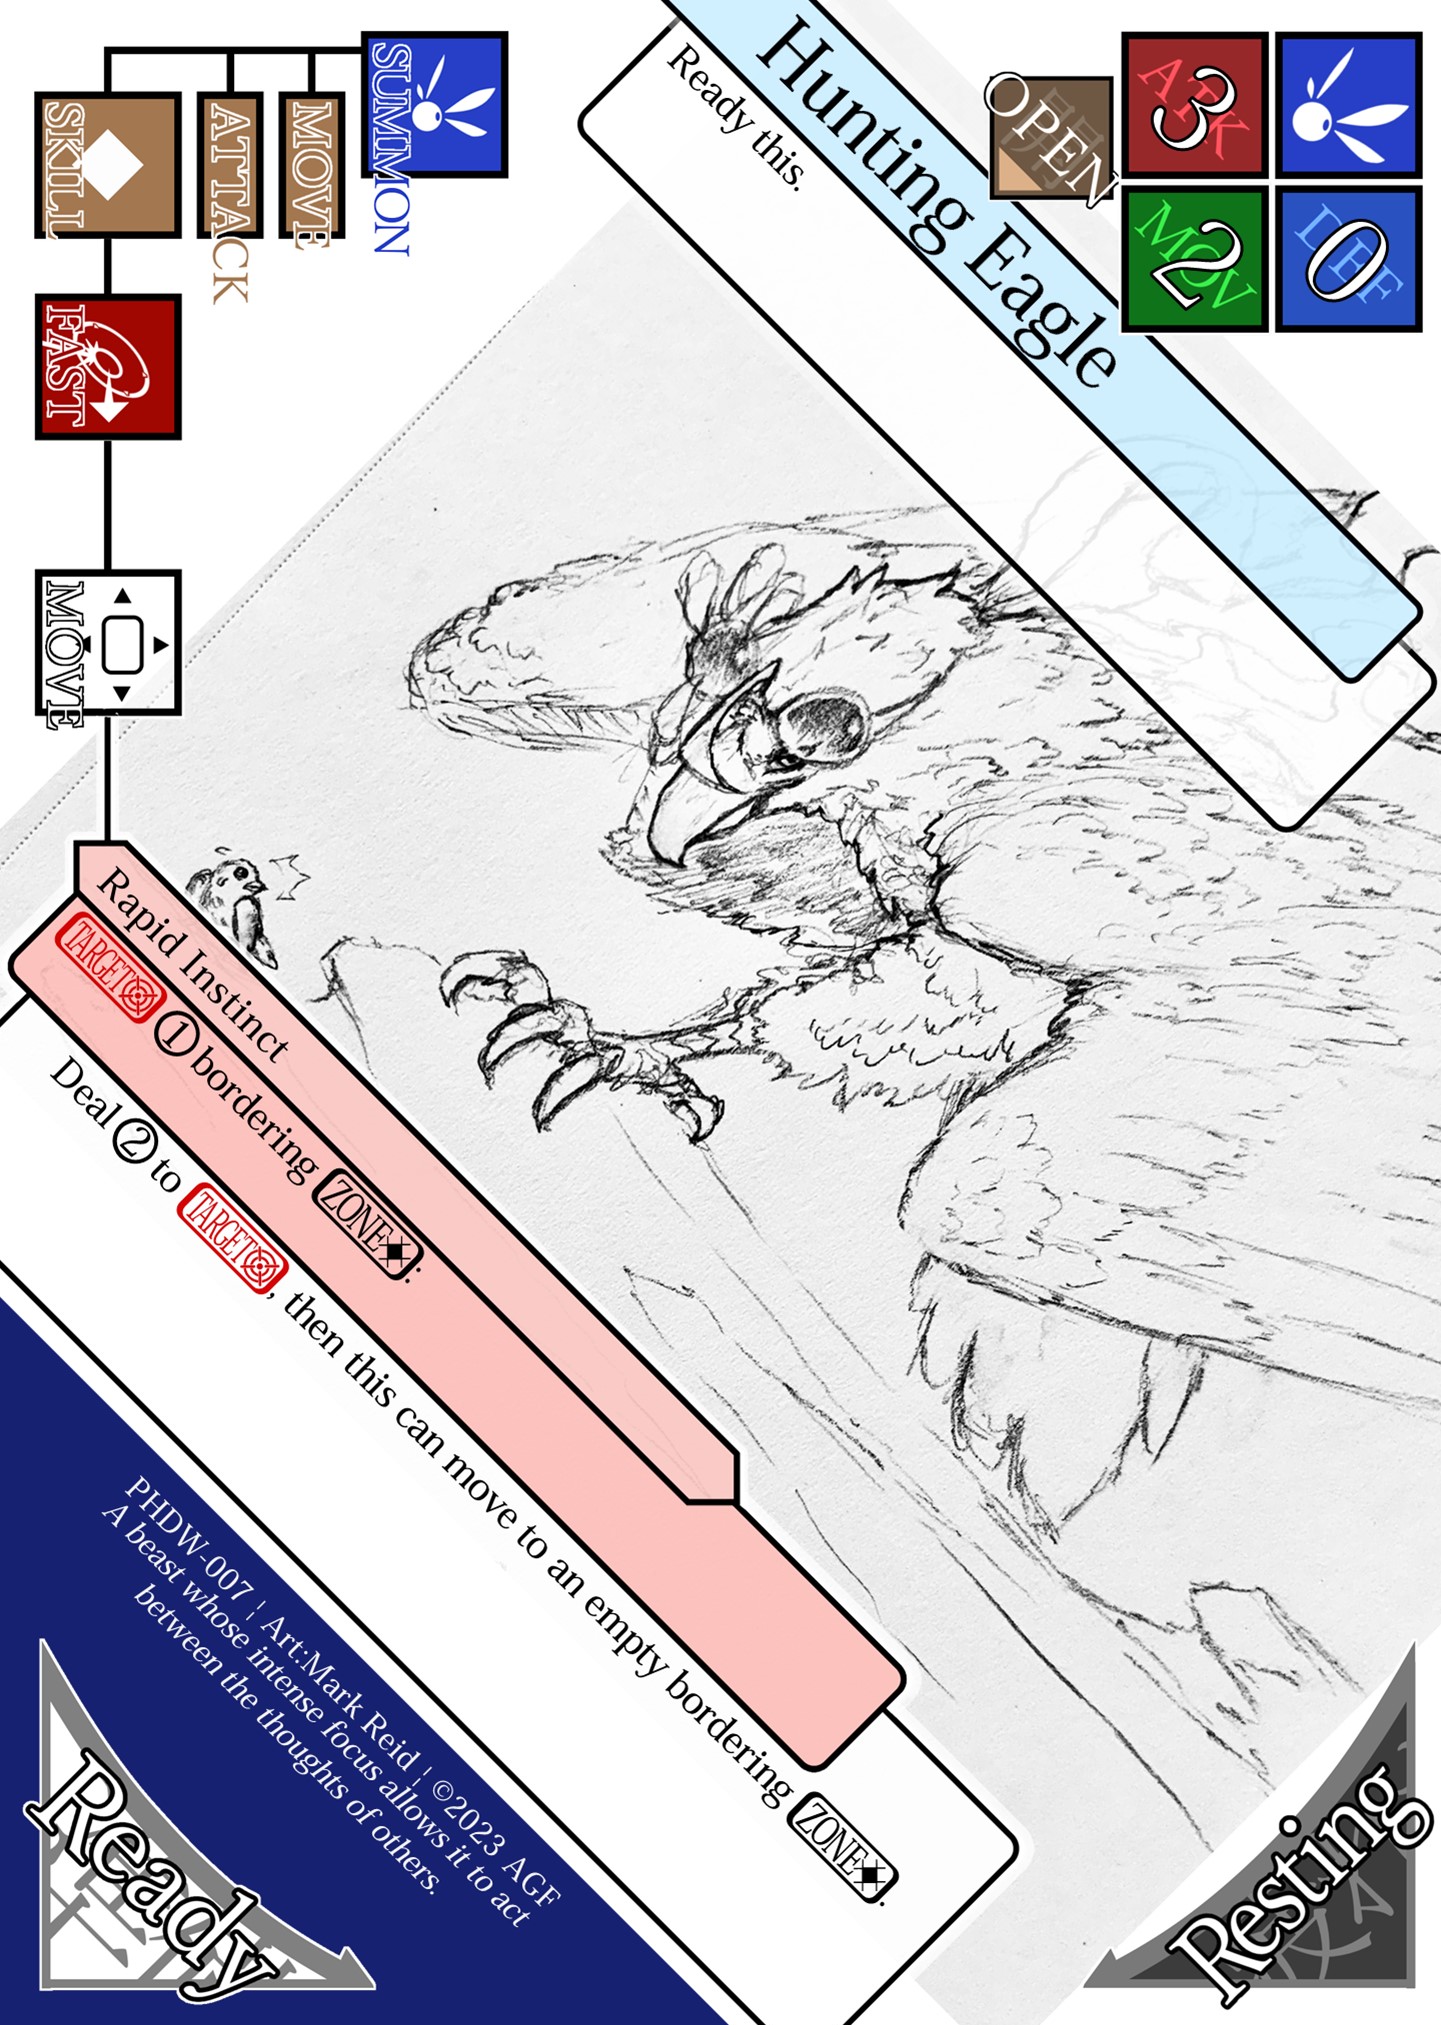 SUMMON
MOVE
ATTACK
SKILL
FAST
MOVE
Hunting Eagle
Ready this.
OPEN
ATK 3
MOV 2
DEF 0
Rapid Instinct
TARGET ① bordering ZONE:
Deal ② to TARGET, then this can move to an empty bordering ZONE.
PHDW-007 ¦ Art:Mark Reid ¦ ©2023 AGF
A beast whose intense focus allows it to act
between the thoughts of others.
Ready
Resting